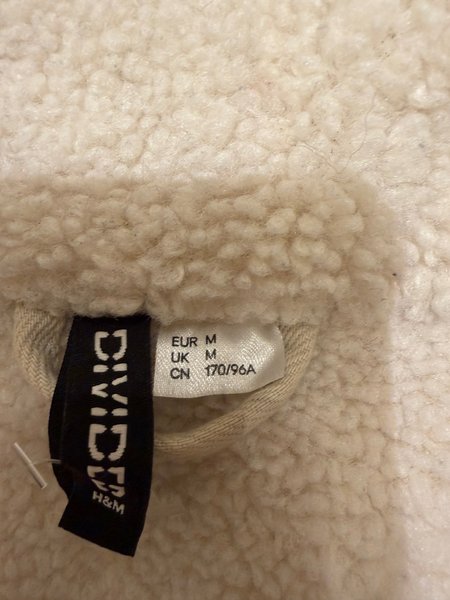 DIVIDED
H&M
EUR M
UK M
CN 170/96A